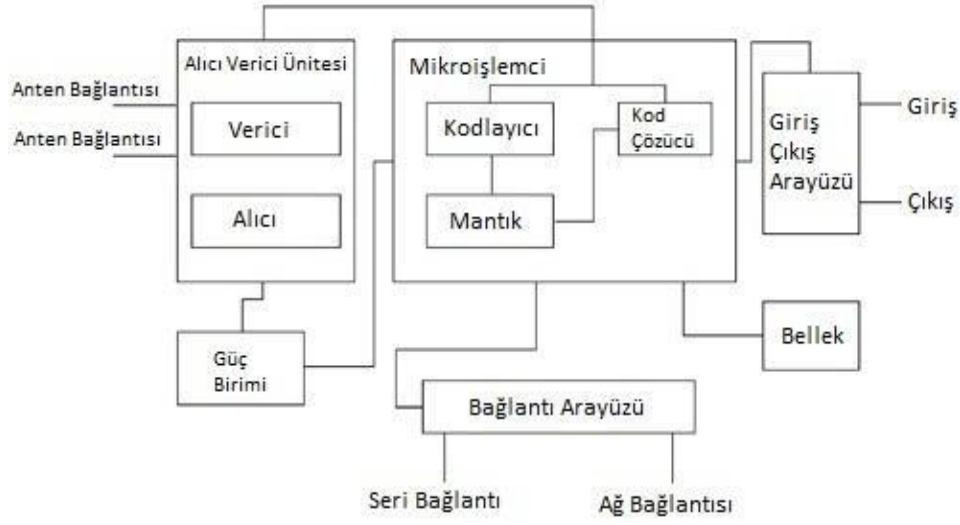 Alıcı Verici Ünitesi
Anten Bağlantısı
Anten Bağlantısı
Verici
Alıcı
Güç
Birimi
Mikroişlemci
Kodlayıcı
Kod
Çözücü
Mantık
Giriş
Çıkış
Arayüzü
Giriş
Çıkış
Bellek
Bağlantı Arayüzü
Seri Bağlantı
Ağ Bağlantısı